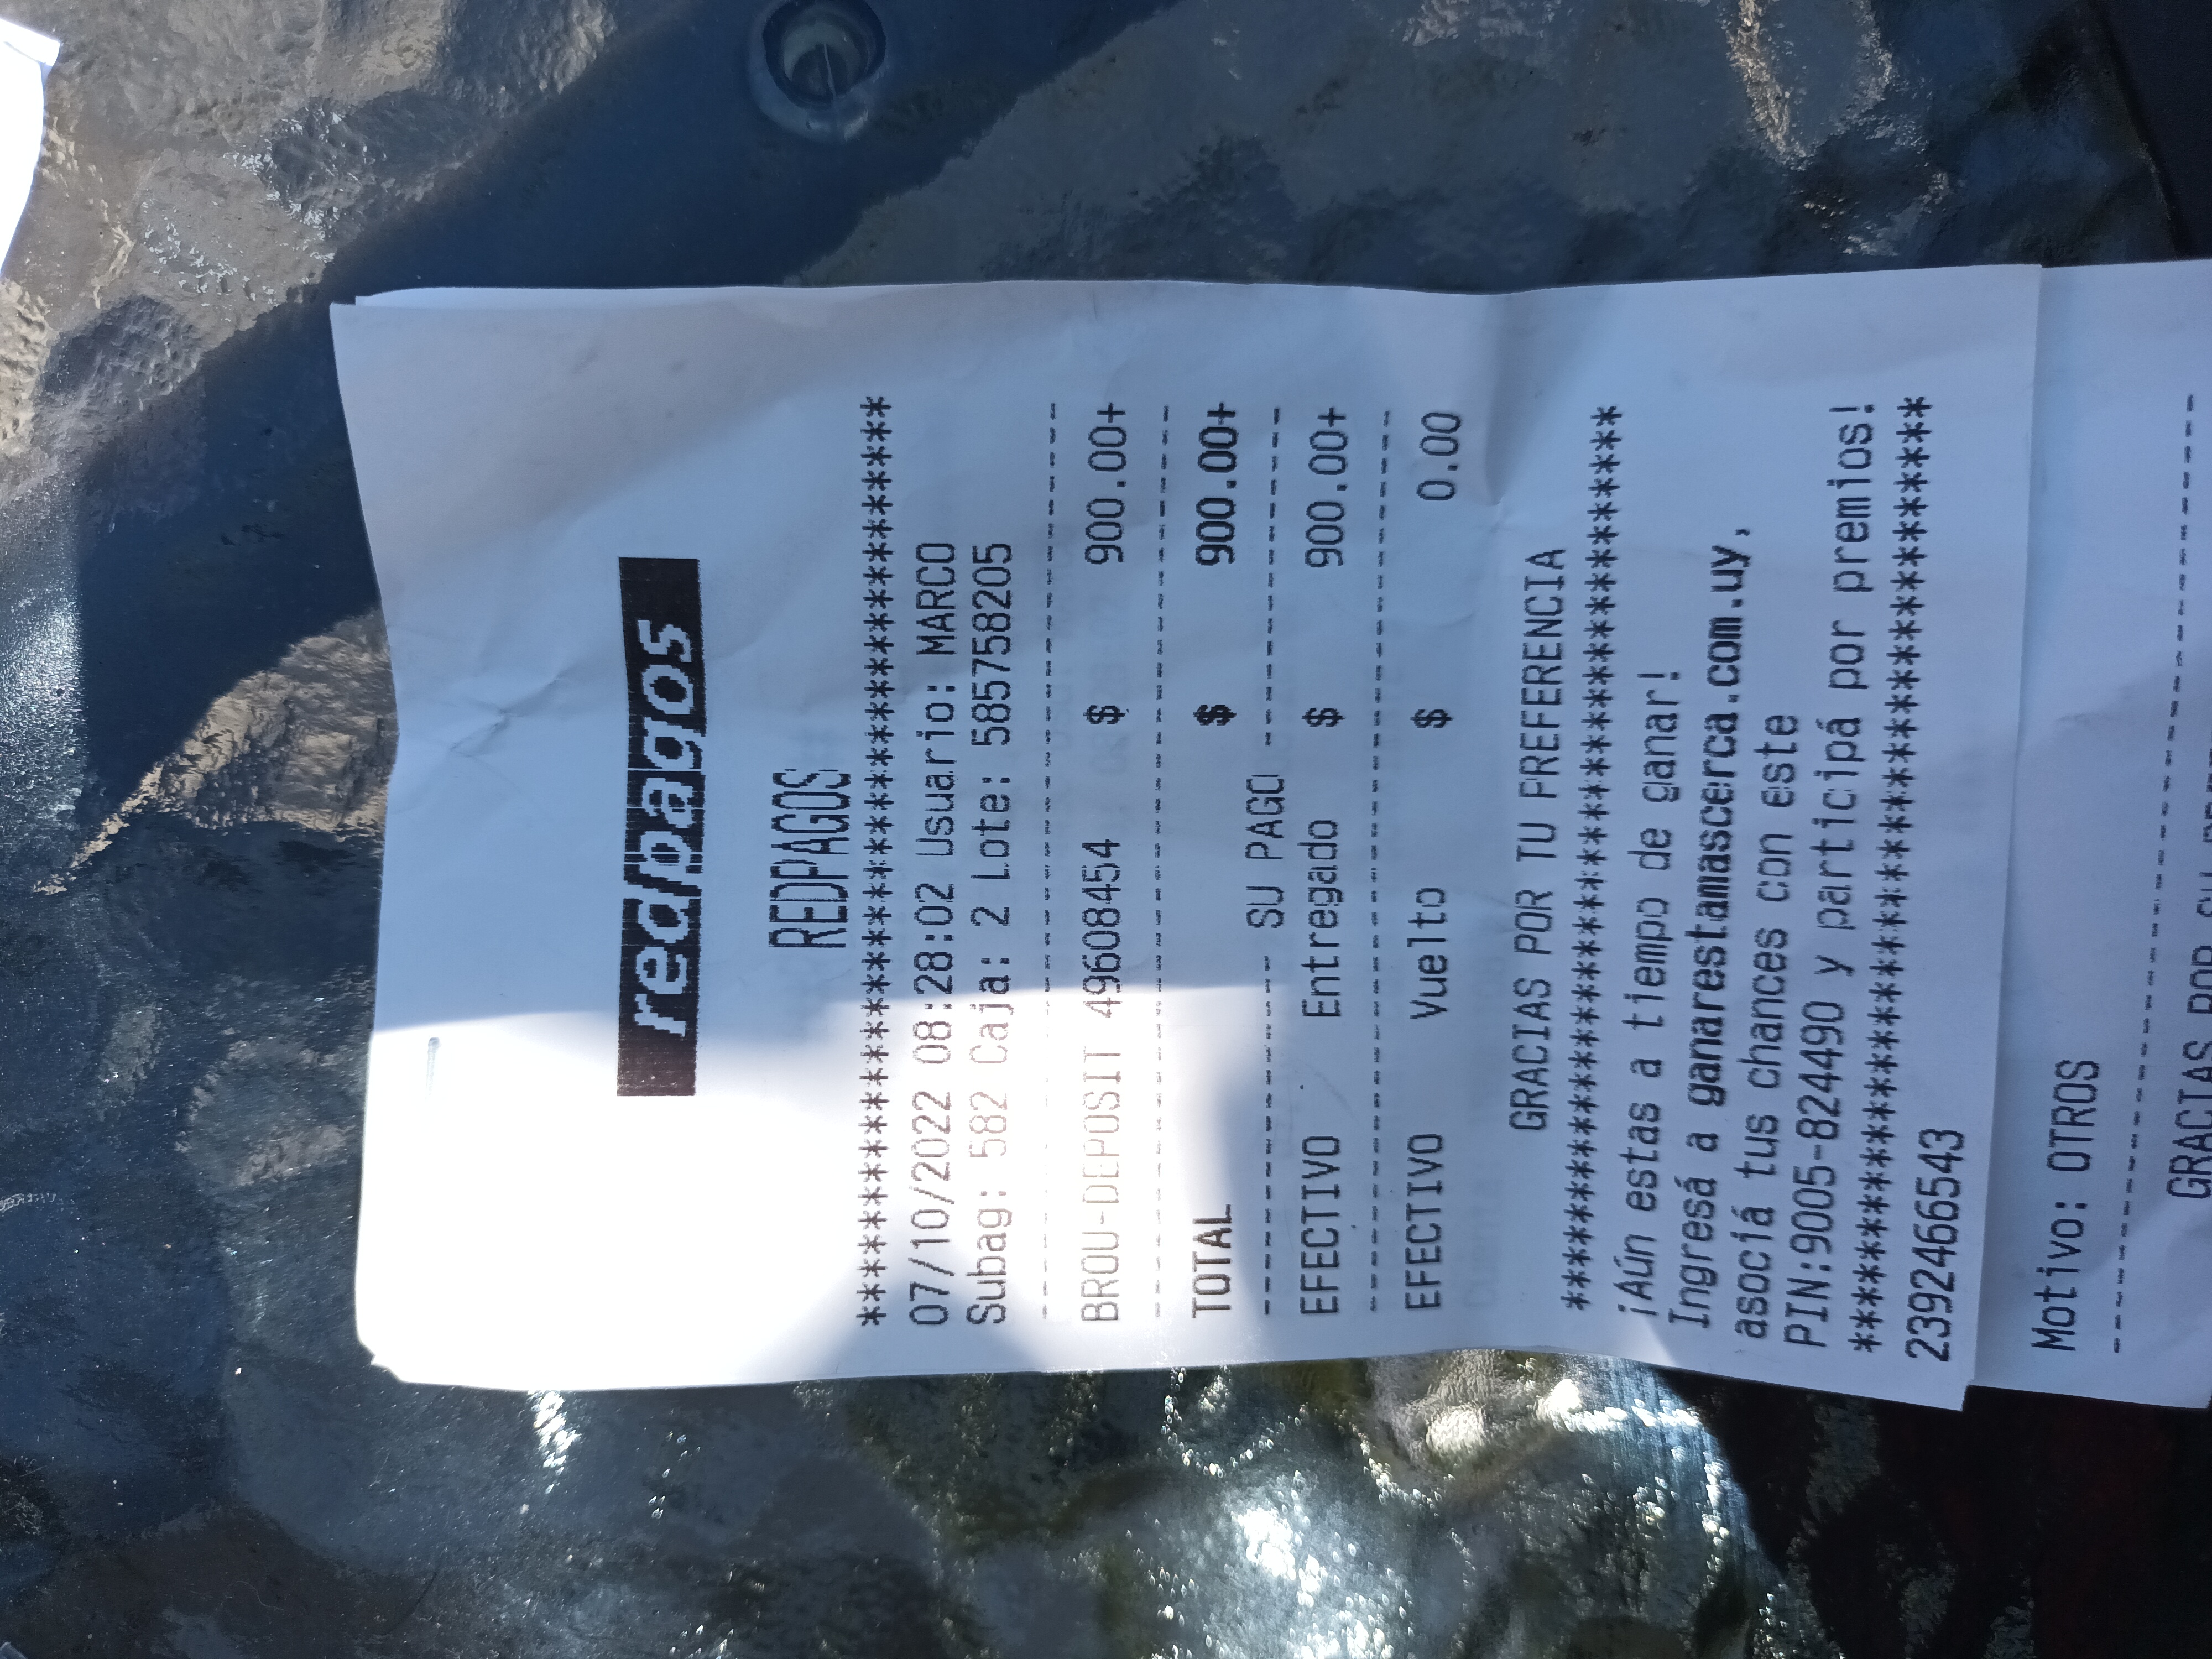 redpagos
REDPAGOS
******************************************
07/10/2022 08:28:02 Usuario: MARCO
Subag: 582 Caja: 2 Lote: 585758205
------------------------------------------
BROU-DEPOSIT 49608454 $ 900.00+
------------------------------------------
TOTAL $ 900.00+
-------------- SU PAGO --------------
EFECTIVO Entregado $ 900.00+
------------------------------------------
EFECTIVO Vuelto $ 0.00
GRACIAS POR TU PREFERENCIA
******************************************
¡Aún estas a tiempo de ganar!
Ingresá a ganarestamascerca.com.uy,
asociá tus chances con este
PIN:9005-824490 y participá por premios!
******************************************
2392466543
Motivo: OTROS
------------------------------------------
GRACIAS POR SU